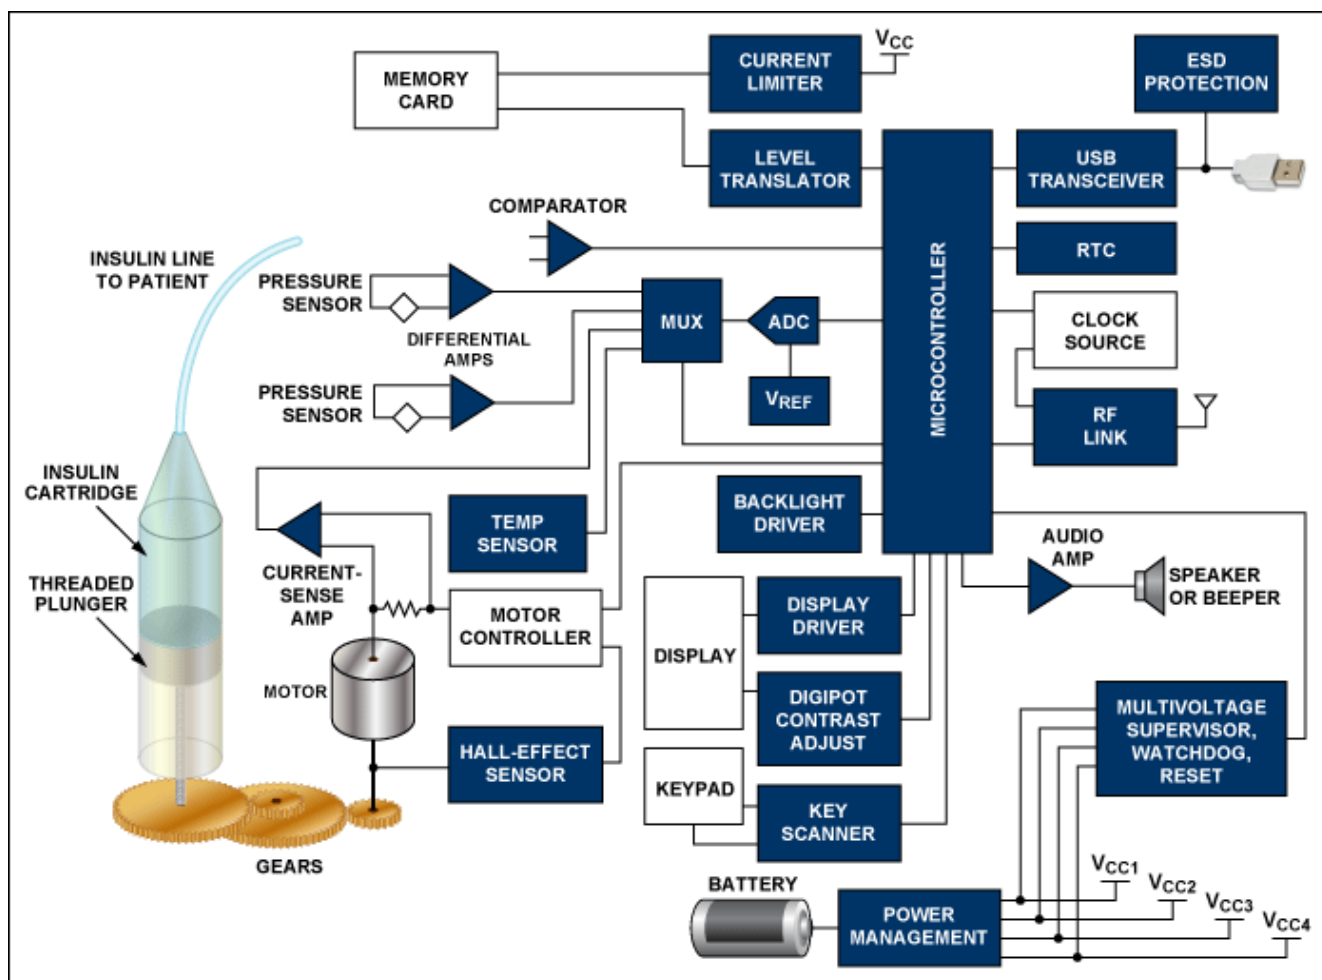 MEMORY
CARD
CURRENT
LIMITER
VCC
ESD
PROTECTION
LEVEL
TRANSLATOR
MICROCONTROLLER
USB
TRANSCEIVER
COMPARATOR
RTC
INSULIN LINE
TO PATIENT
PRESSURE
SENSOR
MUX
ADC
CLOCK
SOURCE
DIFFERENTIAL
AMPS
PRESSURE
SENSOR
VREF
RF
LINK
INSULIN
CARTRIDGE
TEMP
SENSOR
BACKLIGHT
DRIVER
THREADED
PLUNGER
CURRENT-
SENSE
AMP
AUDIO
AMP
SPEAKER
OR BEEPER
MOTOR
CONTROLLER
DISPLAY
DISPLAY
DRIVER
MOTOR
DIGIPOT
CONTRAST
ADJUST
MULTIVOLTAGE
SUPERVISOR,
WATCHDOG,
RESET
HALL-EFFECT
SENSOR
KEYPAD
KEY
SCANNER
GEARS
BATTERY
POWER
MANAGEMENT
VCC1
VCC2
VCC3
VCC4